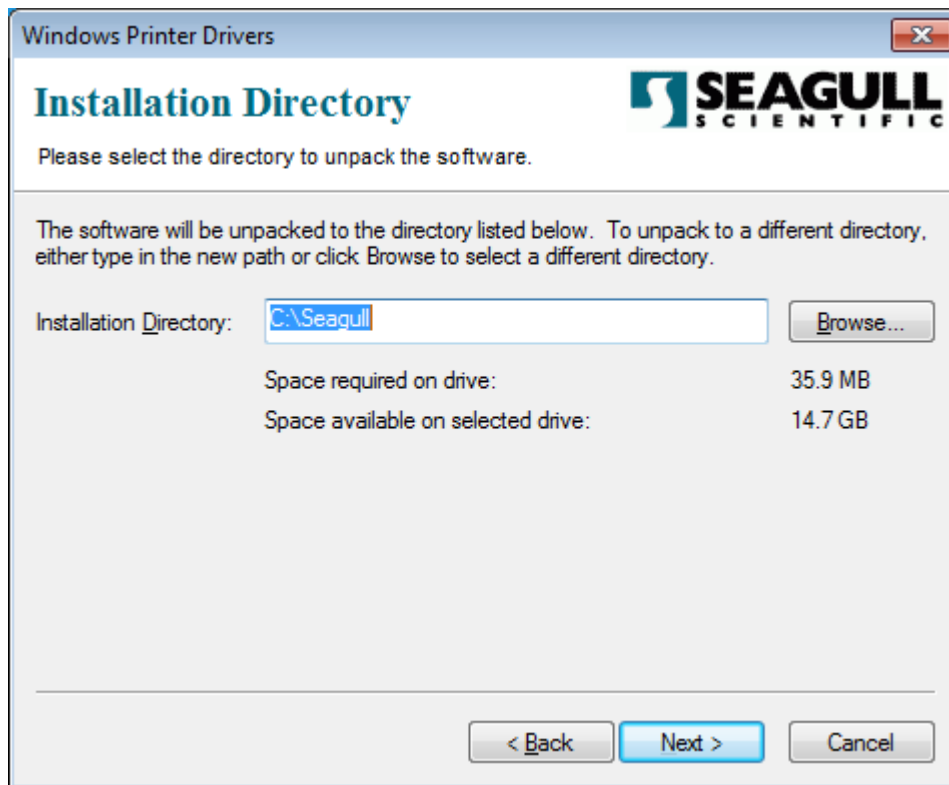 Windows Printer Drivers
Installation Directory
SEAGULL
SCIENTIFIC
Please select the directory to unpack the software.
The software will be unpacked to the directory listed below.  To unpack to a different directory,
either type in the new path or click Browse to select a different directory.
Installation Directory: C:\Seagull Browse...
Space required on drive: 35.9 MB
Space available on selected drive: 14.7 GB
< Back Next > Cancel